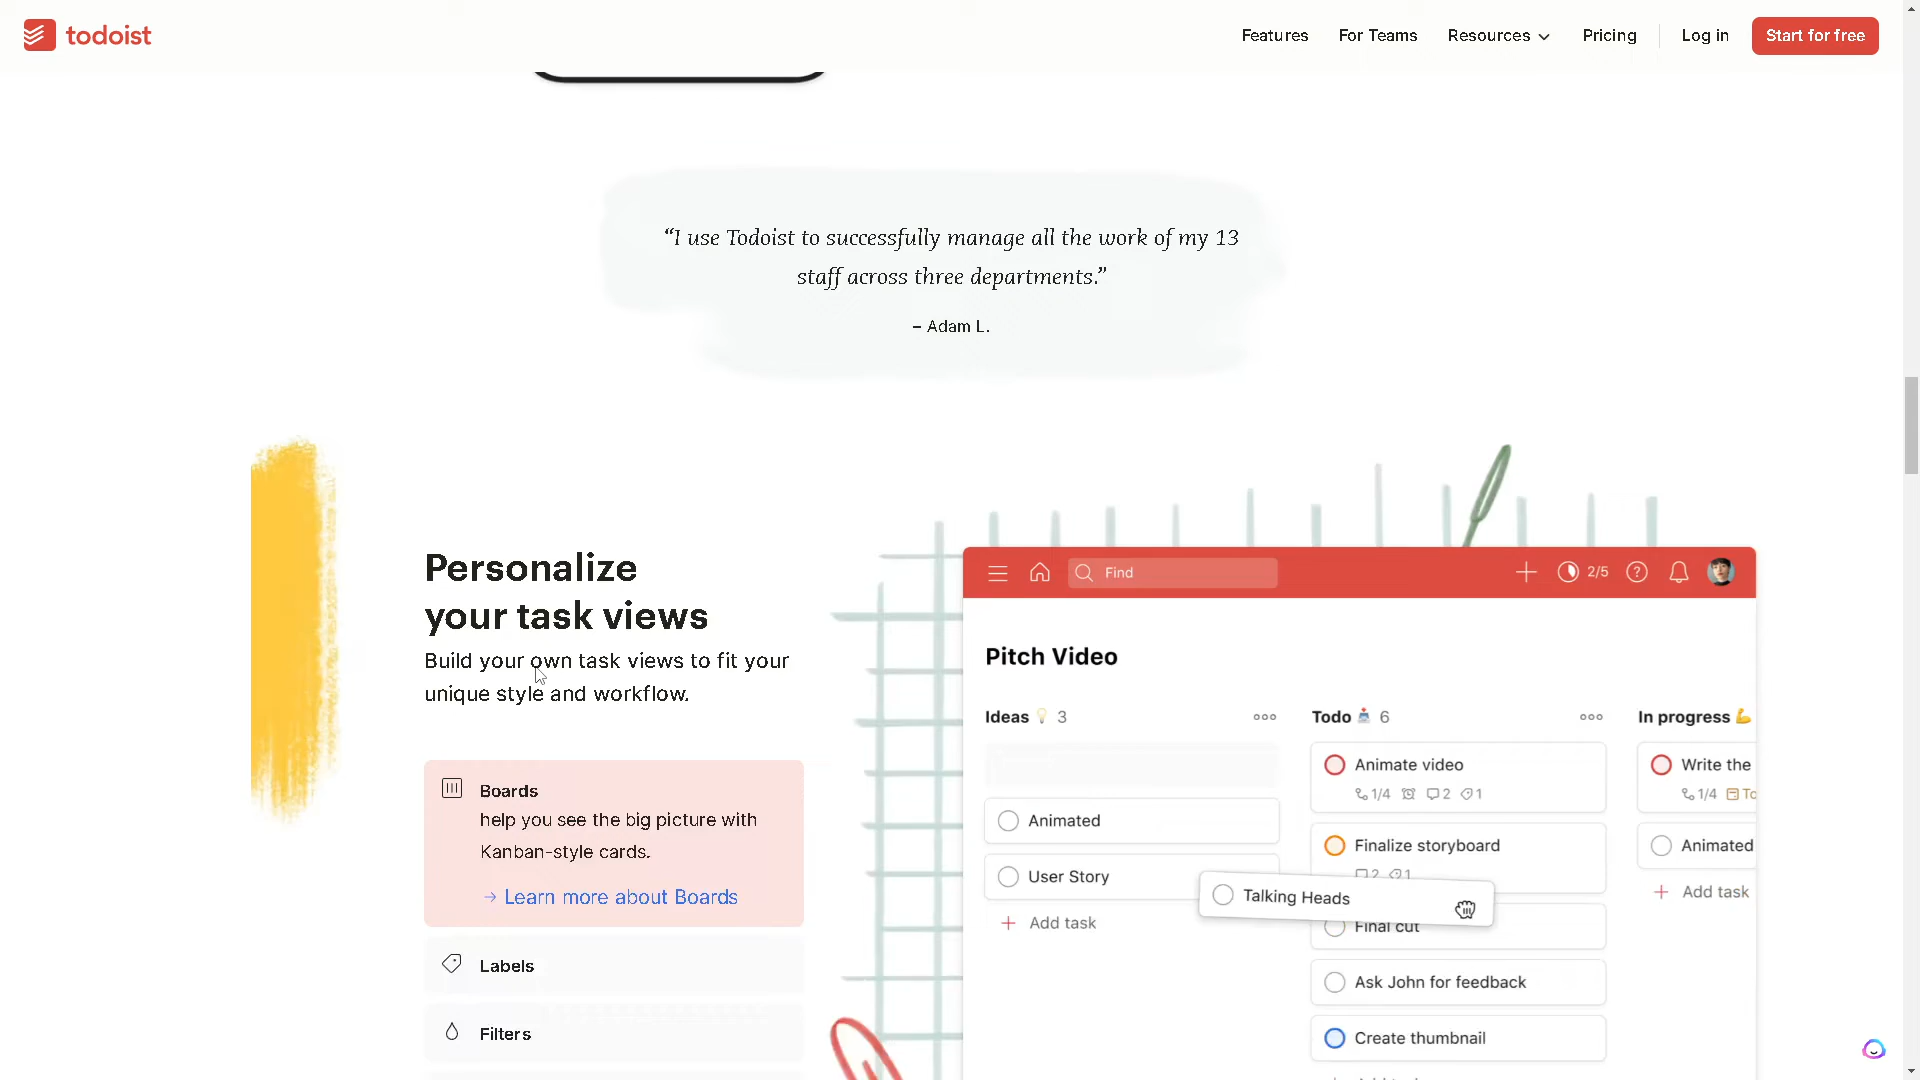 todoist
Features
For Teams
Resources
Pricing
Log in
Start for free
“I use Todoist to successfully manage all the work of my 13
staff across three departments.”
– Adam L.
Personalize
your task views
Build your own task views to fit your
unique style and workflow.
Boards
help you see the big picture with
Kanban-style cards.
→ Learn more about Boards
Labels
Filters
Find
2/5
Pitch Video
Ideas 💡 3
Animated
User Story
+ Add task
Talking Heads
Todo 6
Animate video
1/4 2 1
Finalize storyboard
2 1
Final cut
Ask John for feedback
Create thumbnail
In progress 💪
Write the
1/4 To
Animated
+ Add task